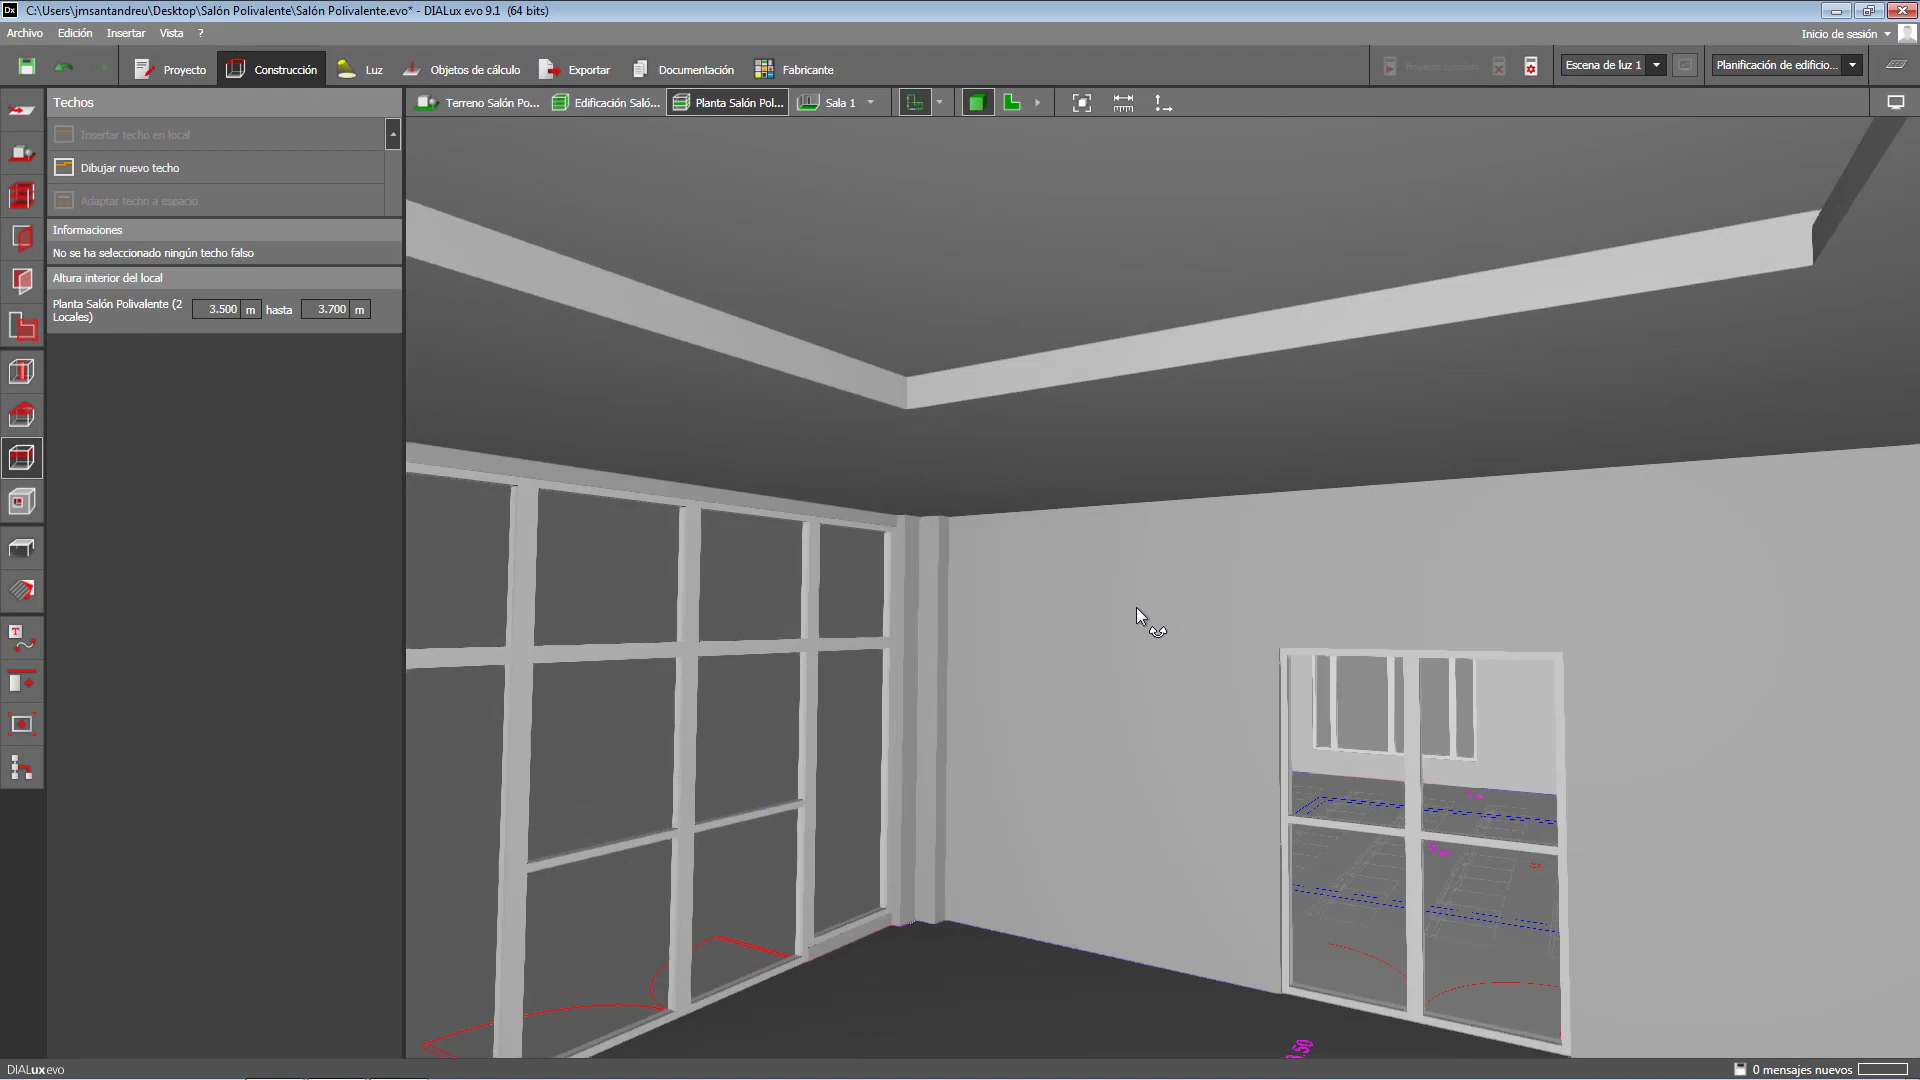 C:\Users\jmsantandreu\Desktop\Salón Polivalente\Salón Polivalente.evo* - DIALux evo 9.1 (64 bits)
Archivo Edición Insertar Vista ? Inicio de sesión
Proyecto Construcción Luz Objetos de cálculo Exportar Documentación Fabricante Escena de luz 1 Planificación de edificio...
Techos Terreno Salón Po... Edificación Saló... Planta Salón Pol... Sala 1
Insertar techo en local
Dibujar nuevo techo
Adaptar techo a espacio
Informaciones
No se ha seleccionado ningún techo falso
Altura interior del local
Planta Salón Polivalente (2 Locales) 3.500 m hasta 3.700 m
DIALux evo 0 mensajes nuevos